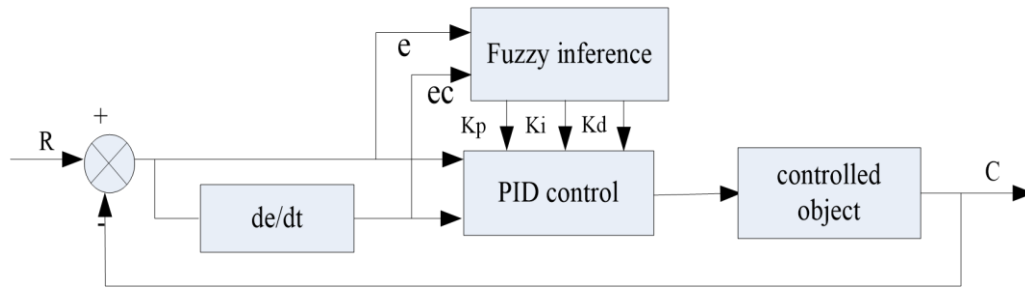 e
Fuzzy inference
ec
Kp Ki Kd
+
R
C
PID control
controlled
object
de/dt
-